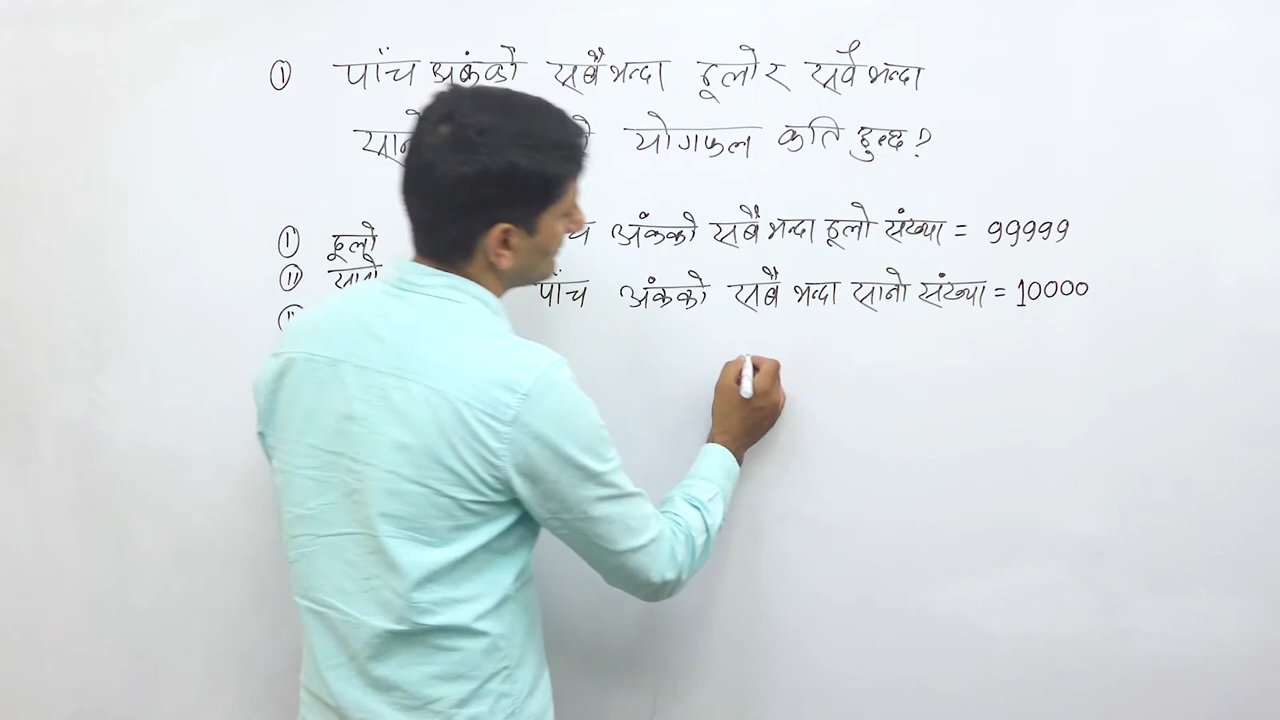 ① पाँच अंकको सबैभन्दा ठूलो र सबैभन्दा
योगफल कति हुन्छ?
① ठूलो अंकको सबैभन्दा ठूलो संख्या = 99999
⑪ सानो पाँच अंकको सबैभन्दा सानो संख्या = 10000